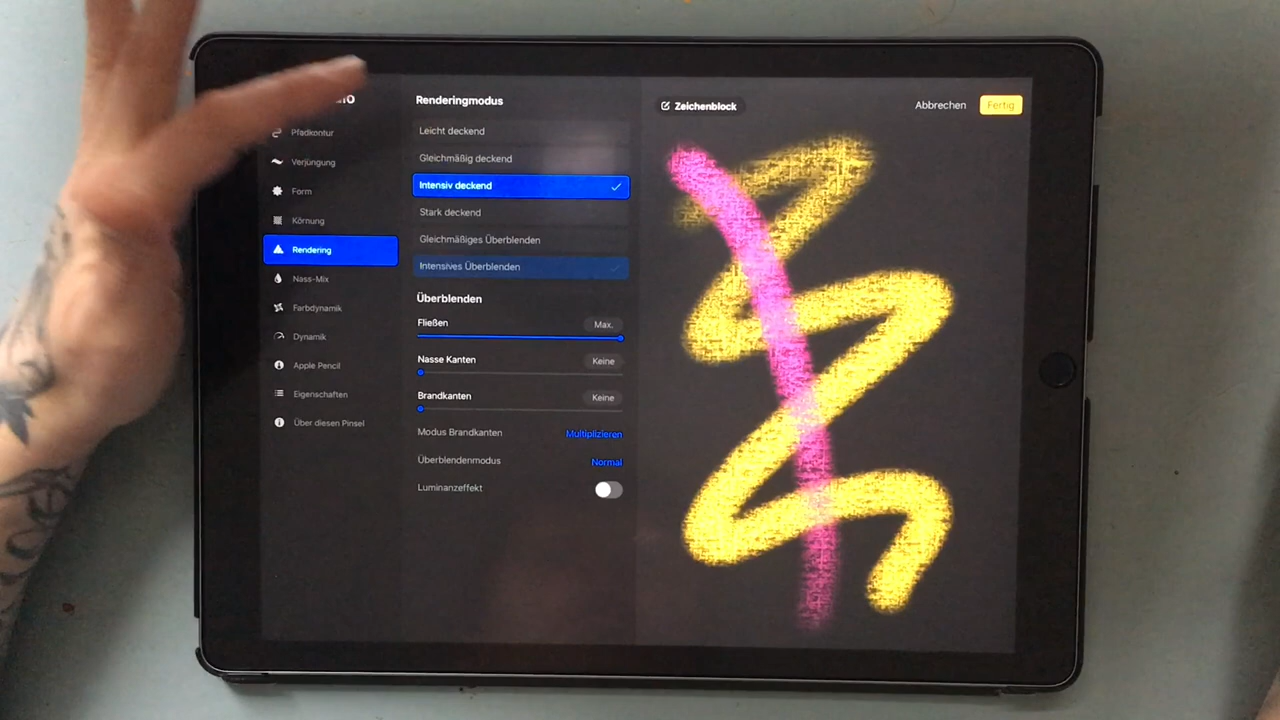 Renderingmodus
Zeichenblock
Abbrechen
Fertig
Pfadkontur
Verjüngung
Form
Körnung
Rendering
Nass-Mix
Farbdynamik
Dynamik
Apple Pencil
Eigenschaften
Über diesen Pinsel
Leicht deckend
Gleichmäßig deckend
Intensiv deckend
Stark deckend
Gleichmäßiges Überblenden
Intensives Überblenden
Überblenden
Fließen Max.
Nasse Kanten Keine
Brandkanten Keine
Modus Brandkanten Multiplizieren
Überblendenmodus Normal
Luminanzeffekt